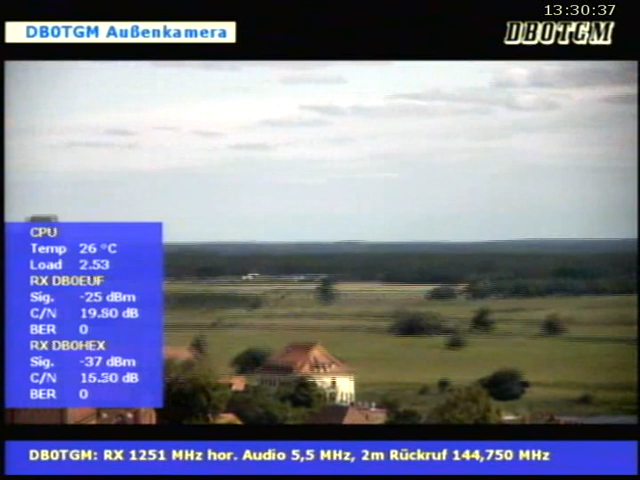 13:30:37
DB0TGM Außenkamera
DB0TGM
CPU
Temp 26 °C
Load 2.53
RX DB0EUF
Sig. -25 dBm
C/N 19.80 dB
BER 0
RX DB0HEX
Sig. -37 dBm
C/N 15.30 dB
BER 0
DB0TGM: RX 1251 MHz hor. Audio 5,5 MHz, 2m Rückruf 144,750 MHz